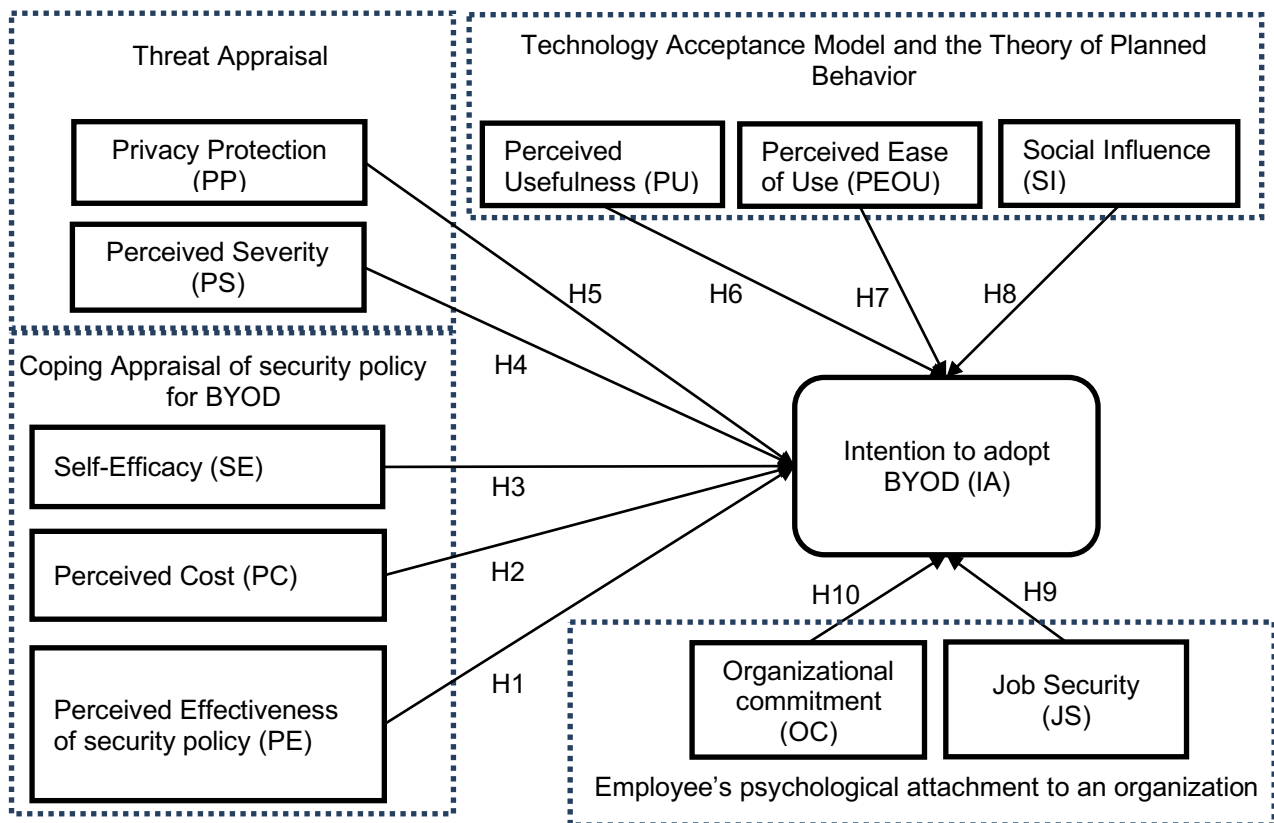 Threat Appraisal
Privacy Protection
(PP)
Perceived Severity
(PS)
Technology Acceptance Model and the Theory of Planned
Behavior
Perceived
Usefulness (PU)
Perceived Ease
of Use (PEOU)
Social Influence
(SI)
H5
H6
H7
H8
H4
Coping Appraisal of security policy
for BYOD
Self-Efficacy (SE)
H3
Perceived Cost (PC)
H2
Perceived Effectiveness
of security policy (PE)
H1
Intention to adopt
BYOD (IA)
H10
H9
Organizational
commitment
(OC)
Job Security
(JS)
Employee’s psychological attachment to an organization